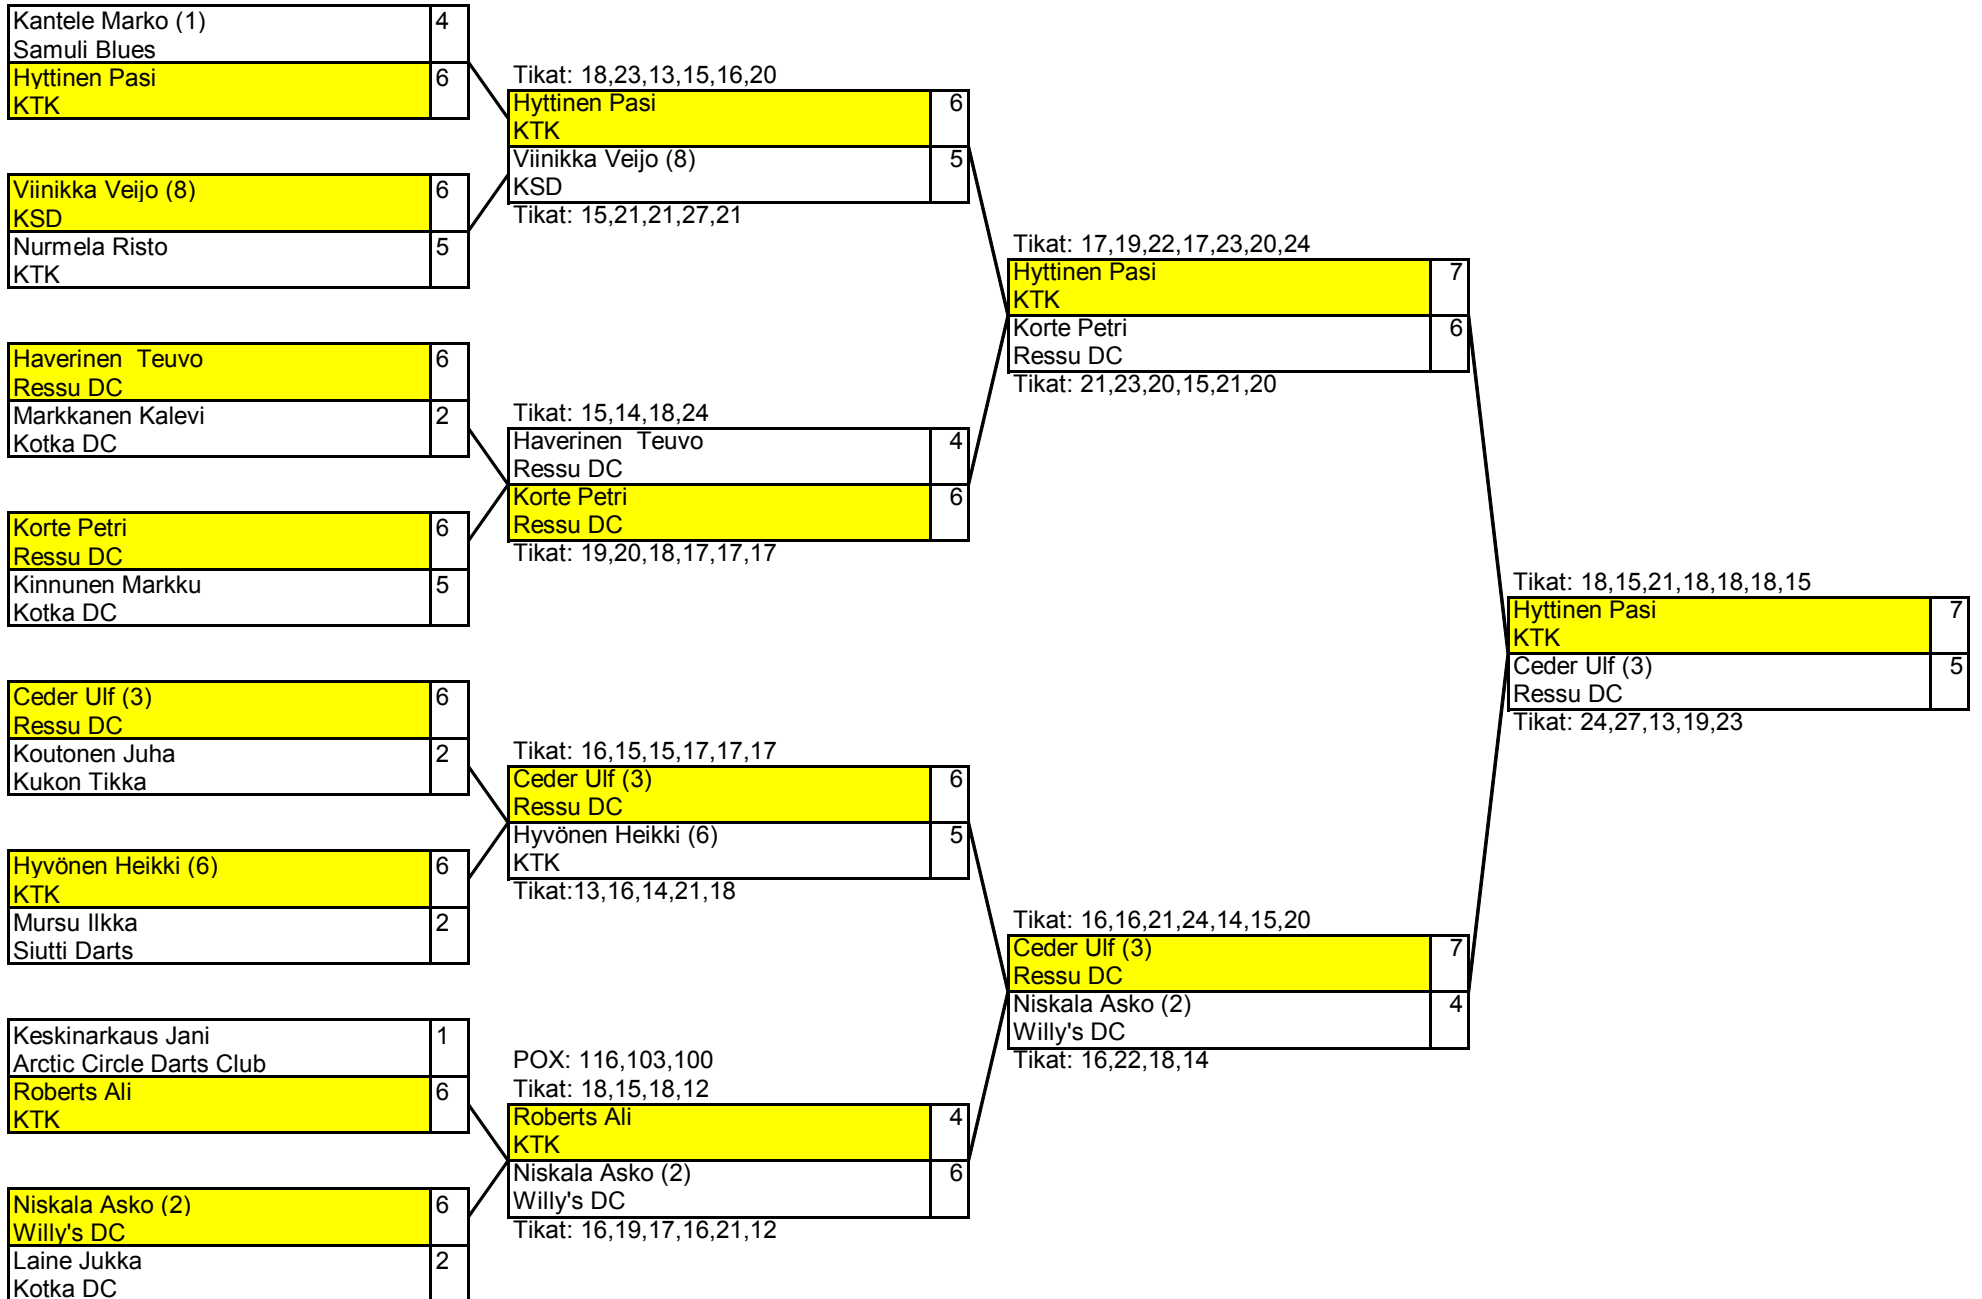 Kantele Marko (1) 4
Samuli Blues
Hyttinen Pasi 6
KTK
Viinikka Veijo (8) 6
KSD
Nurmela Risto 5
KTK
Haverinen  Teuvo 6
Ressu DC
Markkanen Kalevi 2
Kotka DC
Korte Petri 6
Ressu DC
Kinnunen Markku 5
Kotka DC
Ceder Ulf (3) 6
Ressu DC
Koutonen Juha 2
Kukon Tikka
Hyvönen Heikki (6) 6
KTK
Mursu Ilkka 2
Siutti Darts
Keskinarkaus Jani 1
Arctic Circle Darts Club
Roberts Ali 6
KTK
Niskala Asko (2) 6
Willy's DC
Laine Jukka 2
Kotka DC
Tikat: 18,23,13,15,16,20
Hyttinen Pasi 6
KTK
Viinikka Veijo (8) 5
KSD
Tikat: 15,21,21,27,21
Tikat: 15,14,18,24
Haverinen  Teuvo 4
Ressu DC
Korte Petri 6
Ressu DC
Tikat: 19,20,18,17,17,17
Tikat: 16,15,15,17,17,17
Ceder Ulf (3) 6
Ressu DC
Hyvönen Heikki (6) 5
KTK
Tikat:13,16,14,21,18
POX: 116,103,100
Tikat: 18,15,18,12
Roberts Ali 4
KTK
Niskala Asko (2) 6
Willy's DC
Tikat: 16,19,17,16,21,12
Tikat: 17,19,22,17,23,20,24
Hyttinen Pasi 7
KTK
Korte Petri 6
Ressu DC
Tikat: 21,23,20,15,21,20
Tikat: 16,16,21,24,14,15,20
Ceder Ulf (3) 7
Ressu DC
Niskala Asko (2) 4
Willy's DC
Tikat: 16,22,18,14
Tikat: 18,15,21,18,18,18,15
Hyttinen Pasi 7
KTK
Ceder Ulf (3) 5
Ressu DC
Tikat: 24,27,13,19,23